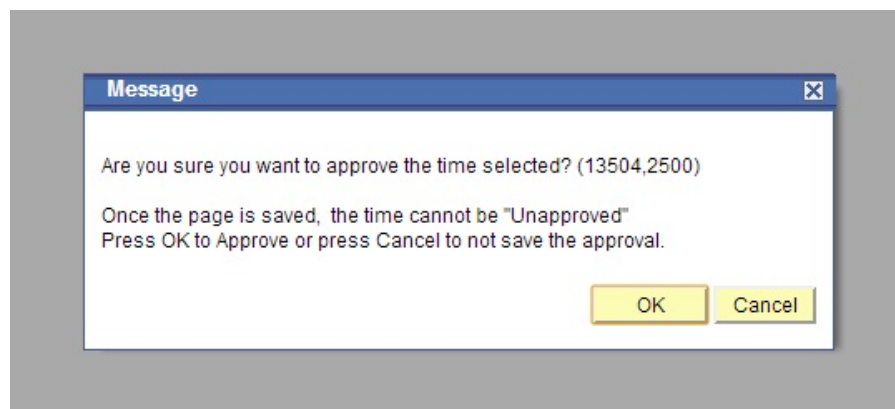 Message
Are you sure you want to approve the time selected? (13504,2500)
Once the page is saved, the time cannot be "Unapproved"
Press OK to Approve or press Cancel to not save the approval.
OK Cancel